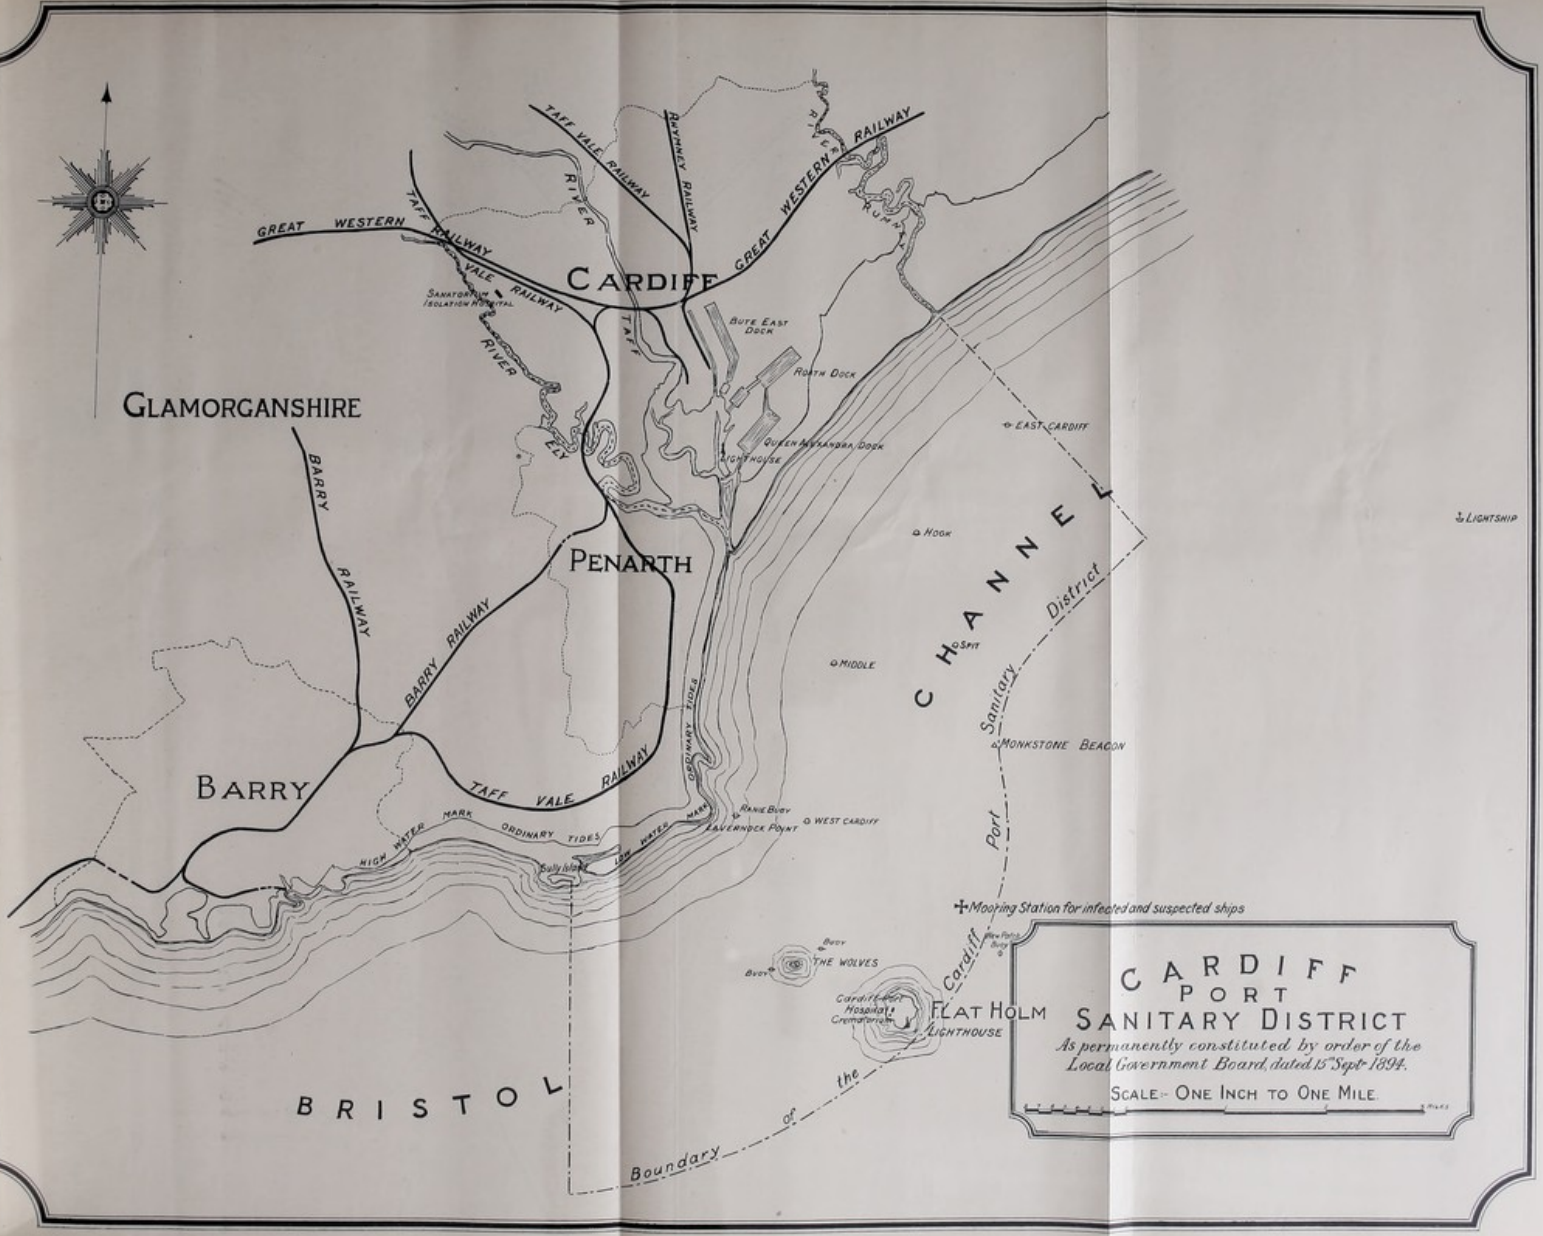 TAFF VALE RAILWAY
RHYMNEY RAILWAY
RIVER
RUMNEY
GREAT WESTERN RAILWAY
RIVER
TAFF
TAFF VALE RAILWAY
GREAT WESTERN RAILWAY
CARDIFF
SANATORIUM
ISOLATION HOSPITAL
RIVER
ELY
BUTE EAST
DOCK
ROATH DOCK
QUEEN ALEXANDRA DOCK
LIGHTHOUSE
GLAMORGANSHIRE
BARRY RAILWAY
EAST CARDIFF
HOOK
LIGHTSHIP
PENARTH
BARRY RAILWAY
MIDDLE
SPIT
BRISTOL CHANNEL
MONKSTONE BEACON
ORDINARY TIDES
BARRY
TAFF VALE RAILWAY
HIGH WATER MARK ORDINARY TIDES
LOW WATER MARK
RANIE BUOY
LAVERNOCK POINT
WEST CARDIFF
Sully Island
Mooring Station for infected and suspected ships
New Patch
Buoy
BUOY
THE WOLVES
BUOY
Cardiff Port
Hospital
Crematorium
FLAT HOLM
LIGHTHOUSE
Boundary of the Cardiff Port Sanitary District
CARDIFF
PORT
SANITARY DISTRICT
As permanently constituted by order of the
Local Government Board, dated 15th Septr 1894.
SCALE:- ONE INCH TO ONE MILE.
MILES